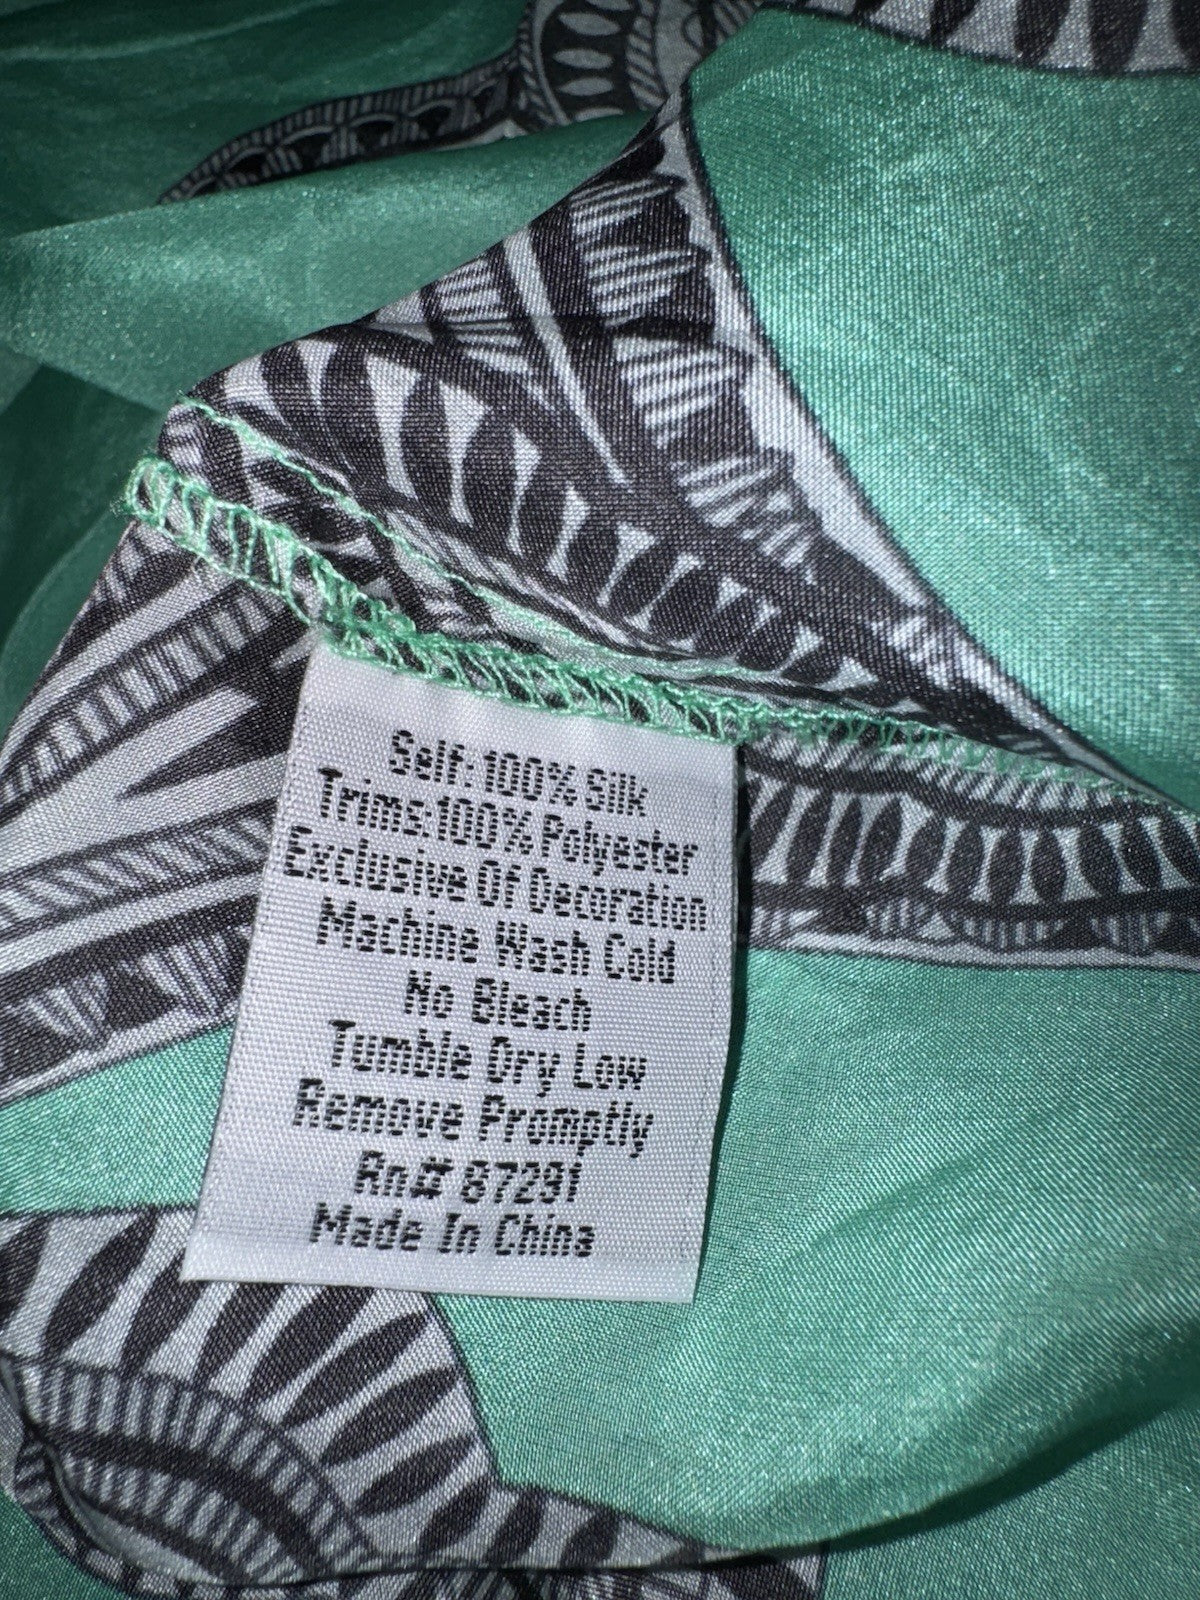 Self:100% Silk
Trims:100% Polyester
Exclusive Of Decoration
Machine Wash Cold
No Bleach
Tumble Dry Low
Remove Promptly
Rn# 87291
Made In China